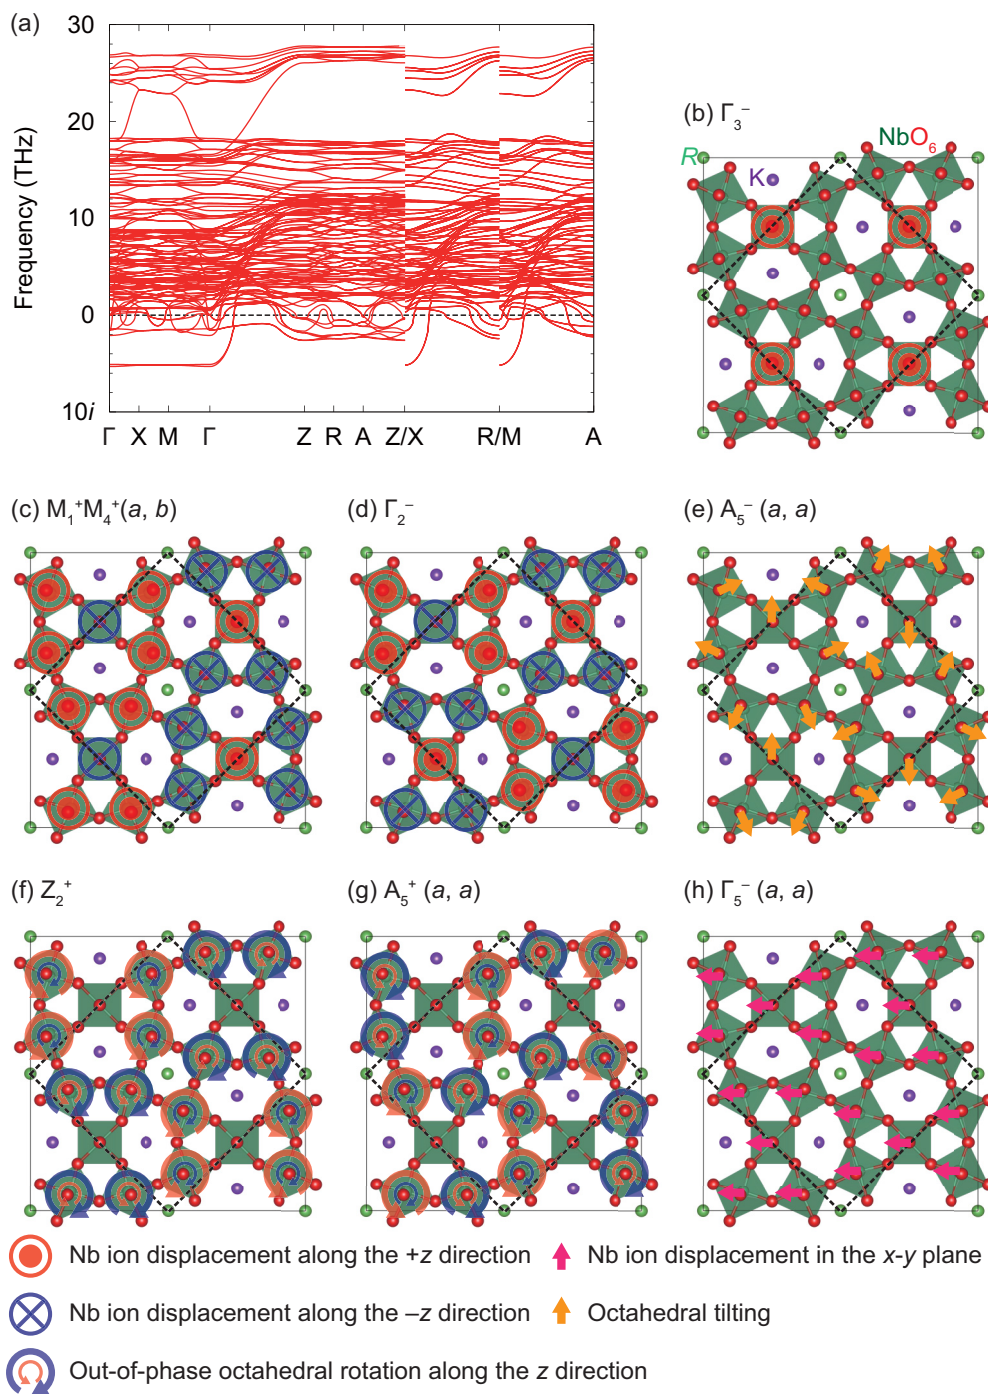 (a)
30
20
10
0
10i
Frequency (THz)
Γ X M Γ Z R A Z/X R/M A
(b) Γ3−
R
K
NbO6
(c) M1+M4+(a, b)
(d) Γ2−
(e) A5− (a, a)
(f) Z2+
(g) A5+ (a, a)
(h) Γ5− (a, a)
Nb ion displacement along the +z direction
Nb ion displacement in the x-y plane
Nb ion displacement along the –z direction
Octahedral tilting
Out-of-phase octahedral rotation along the z direction